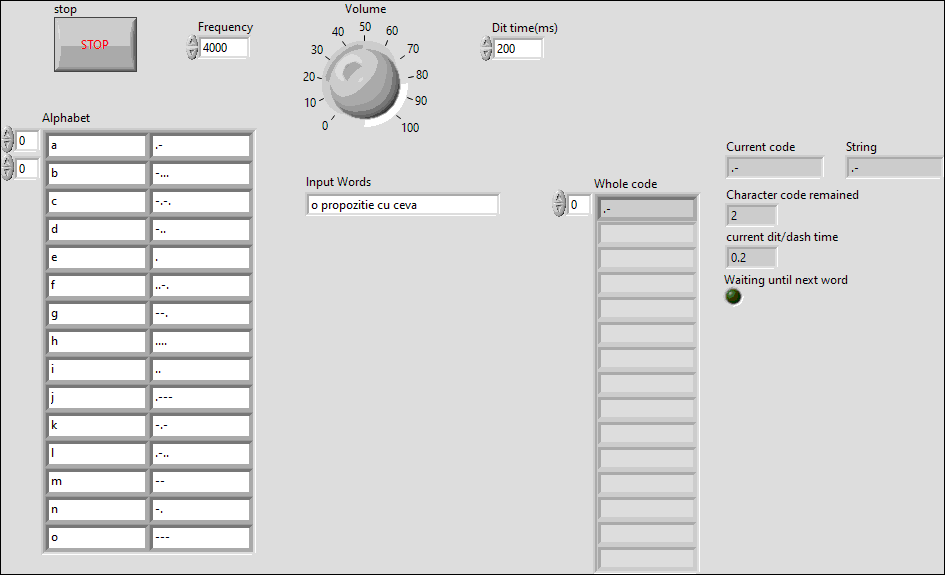 stop
STOP
Frequency
4000
Volume
0 10 20 30 40 50 60 70 80 90 100
Dit time(ms)
200
Alphabet
0
0
a .-
b -...
c -.-.
d -..
e .
f ..-.
g --.
h ....
i ..
j .---
k -.-
l .-..
m --
n -.
o ---
Input Words
o propozitie cu ceva
Whole code
0
.-
Current code
.-
String
.-
Character code remained
2
current dit/dash time
0.2
Waiting until next word